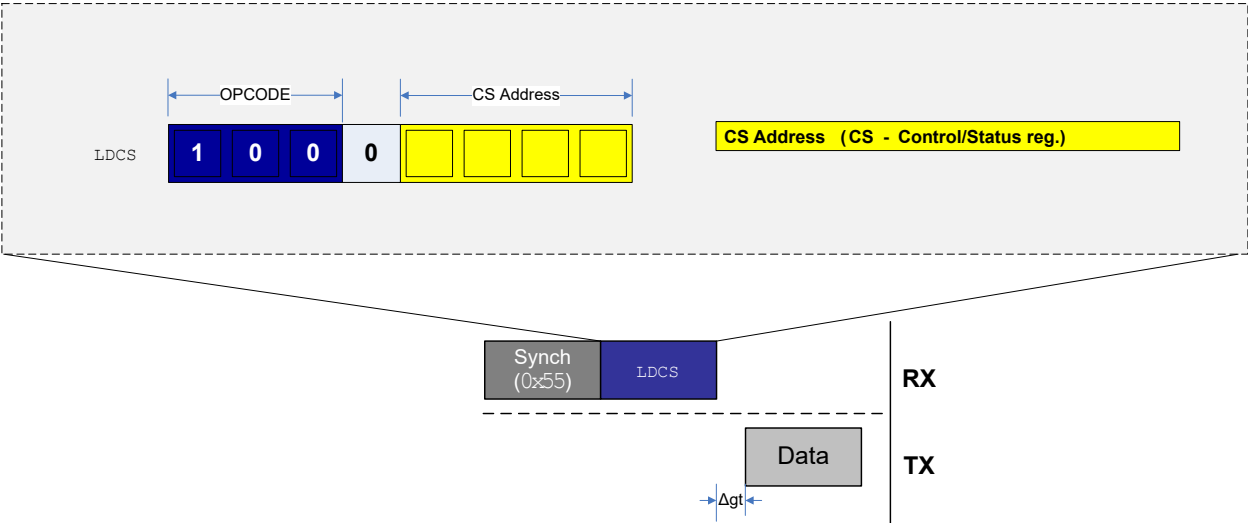 OPCODE CS Address
LDCS 1 0 0 0 CS Address (CS - Control/Status reg.)
Synch
(0x55) LDCS RX
Data TX
Δgt